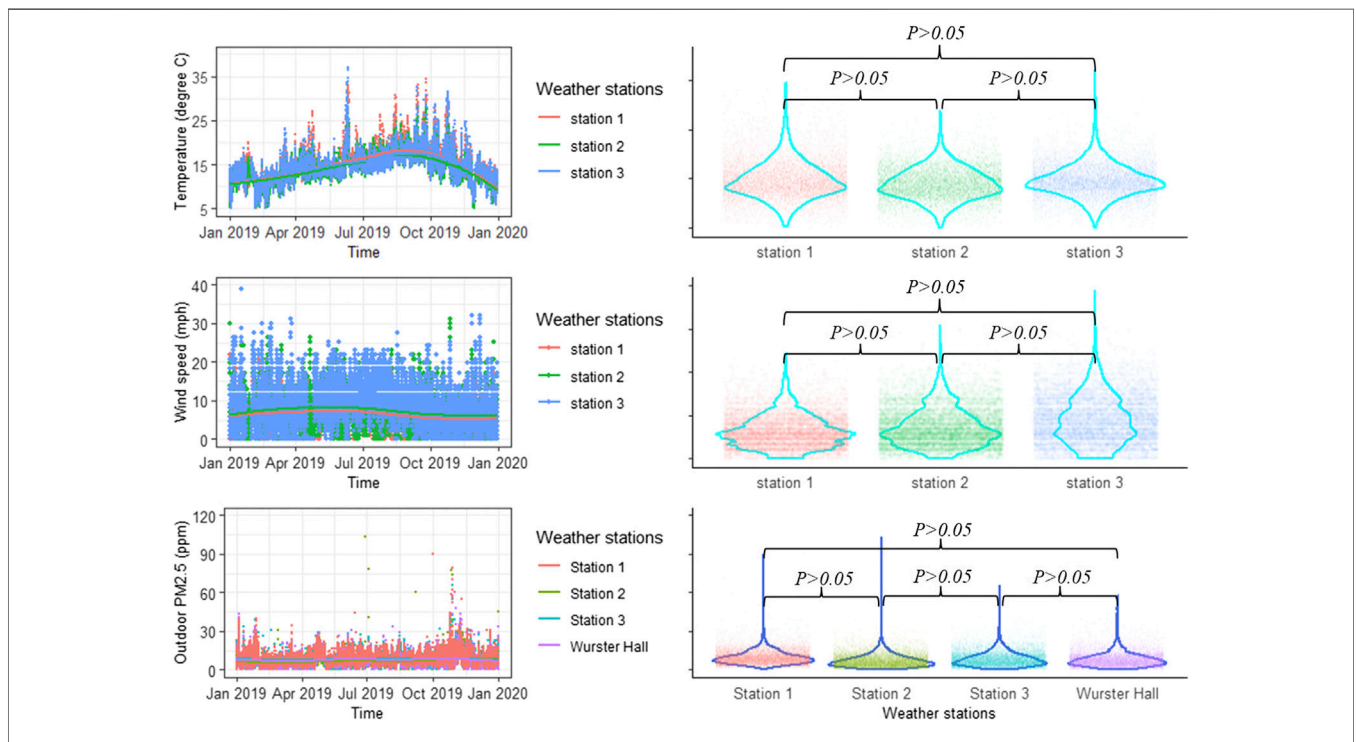 Temperature (degree C)
35
25
15
5
Jan 2019 Apr 2019 Jul 2019 Oct 2019 Jan 2020
Time
Weather stations
station 1
station 2
station 3
P>0.05
P>0.05 P>0.05
station 1 station 2 station 3
Wind speed (mph)
40
30
20
10
0
Jan 2019 Apr 2019 Jul 2019 Oct 2019 Jan 2020
Time
Weather stations
station 1
station 2
station 3
P>0.05
P>0.05 P>0.05
station 1 station 2 station 3
Outdoor PM2.5 (ppm)
120
90
60
30
0
Jan 2019 Apr 2019 Jul 2019 Oct 2019 Jan 2020
Time
Weather stations
Station 1
Station 2
Station 3
Wurster Hall
P>0.05
P>0.05 P>0.05 P>0.05
Station 1 Station 2 Station 3 Wurster Hall
Weather stations